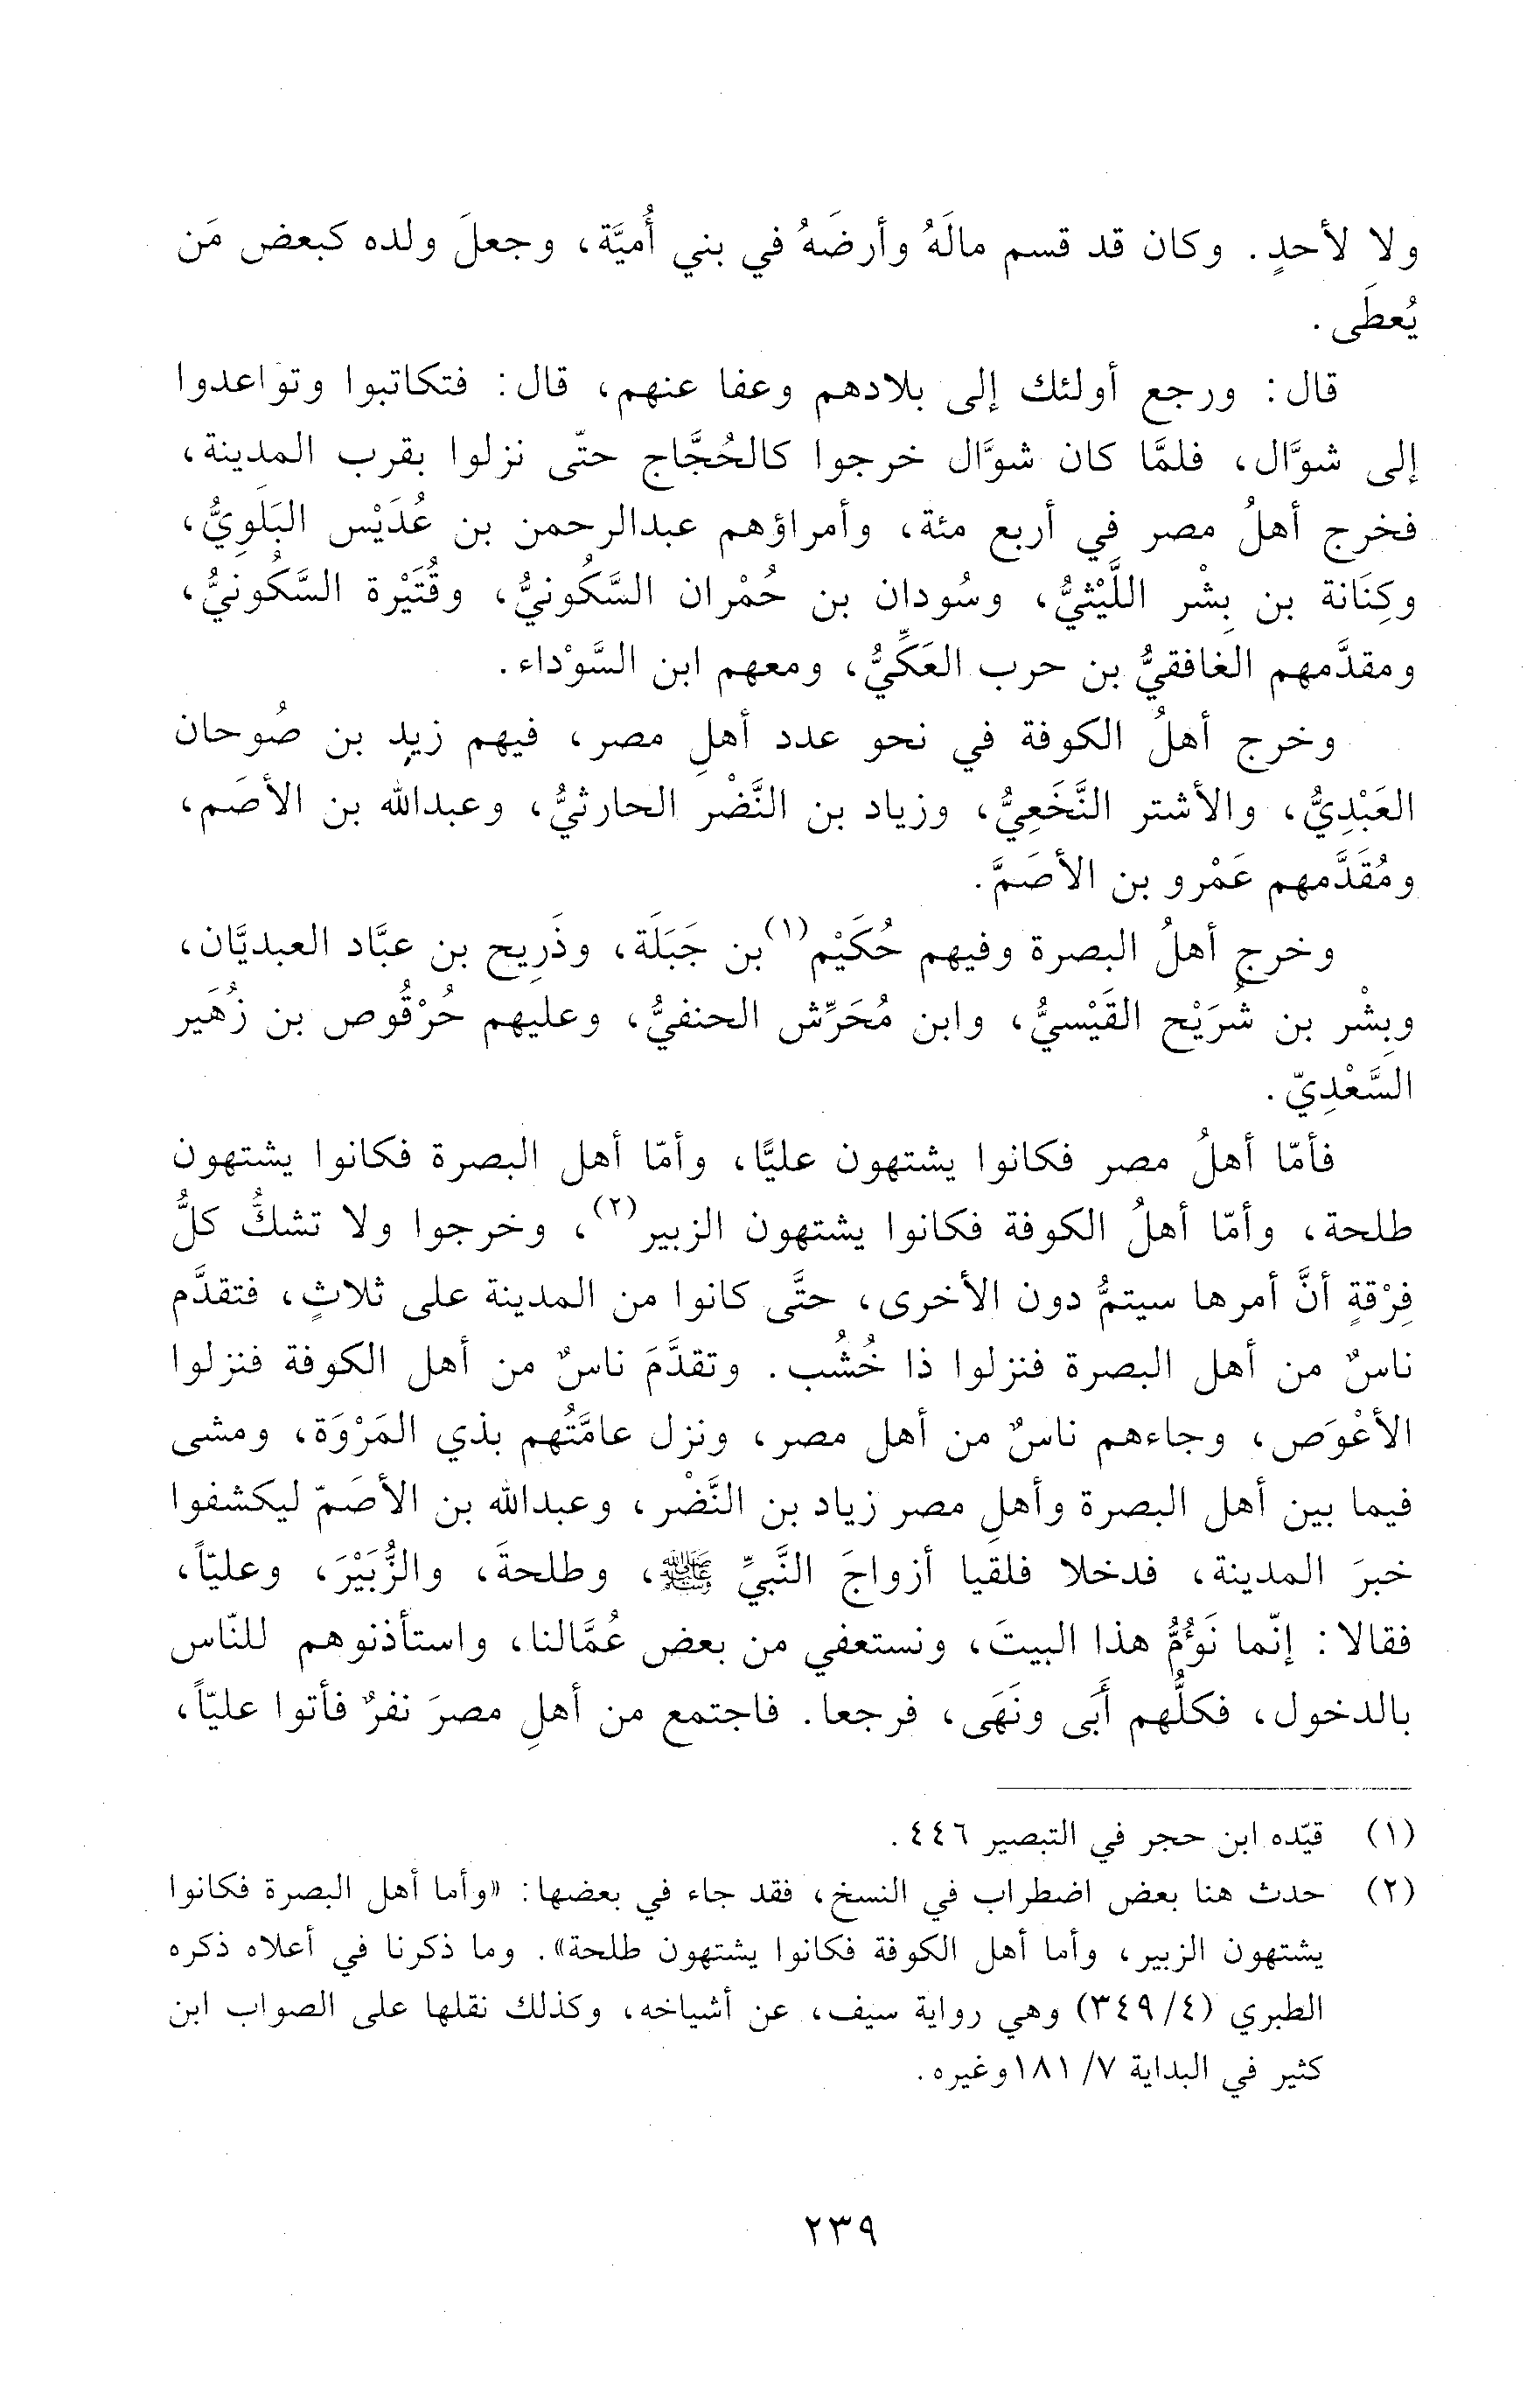 ولا لأحدٍ. وكان قد قسم مالَهُ وأرضَهُ في بني أُميَّة، وجعلَ ولده كبعض مَن
يُعطَى.
قال: ورجع أولئك إلى بلادهم وعفا عنهم، قال: فتكاتبوا وتواعدوا
إلى شوَّال، فلمَّا كان شوَّال خرجوا كالحُجَّاج حتّى نزلوا بقرب المدينة،
فخرج أهلُ مصر في أربع مئة، وأمراؤهم عبدالرحمن بن عُدَيْس البَلَوِيُّ،
وكِنَانة بن بِشْر اللَّيْثيُّ، وسُودان بن حُمْران السَّكُونيُّ، وقُتَيْرة السَّكُونيُّ،
ومقدَّمهم الغافقيُّ بن حرب العَكِّيُّ، ومعهم ابن السَّوْداء.
وخرج أهلُ الكوفة في نحو عدد أهلِ مصر، فيهم زيد بن صُوحان
العَبْدِيُّ، والأشتر النَّخَعِيُّ، وزياد بن النَّضْر الحارثيُّ، وعبدالله بن الأصَم،
ومُقَدَّمهم عَمْرو بن الأصَمَّ.
وخرج أهلُ البصرة وفيهم حُكَيْم(١) بن جَبَلَة، وذَرِيح بن عبَّاد العبديَّان،
وبِشْر بن شُرَيْح القَيْسيُّ، وابن مُحَرِّش الحنفيُّ، وعليهم حُرْقُوص بن زُهَير
السَّعْدِيّ.
فأمّا أهلُ مصر فكانوا يشتهون عليًّا، وأمّا أهل البصرة فكانوا يشتهون
طلحة، وأمّا أهلُ الكوفة فكانوا يشتهون الزبير(٢)، وخرجوا ولا تشكُّ كلُّ
فِرْقةٍ أنَّ أمرها سيتمُّ دون الأخرى، حتَّى كانوا من المدينة على ثلاثٍ، فتقدَّم
ناسٌ من أهل البصرة فنزلوا ذا خُشُب. وتقدَّمَ ناسٌ من أهل الكوفة فنزلوا
الأعْوَص، وجاءهم ناسٌ من أهل مصر، ونزل عامَّتُهم بذي المَرْوَة، ومشى
فيما بين أهل البصرة وأهلِ مصر زياد بن النَّضْر، وعبدالله بن الأصَمّ ليكشفوا
خبرَ المدينة، فدخلا فلقيا أزواجَ النَّبيِّ ﷺ، وطلحةَ، والزُّبَيْرَ، وعليّاً،
فقالا: إنّما نَؤُمُّ هذا البيتَ، ونستعفي من بعض عُمَّالنا، واستأذنوهم للنّاس
بالدخول، فكلُّهم أَبَى ونَهَى، فرجعا. فاجتمع من أهلِ مصرَ نفرٌ فأتوا عليّاً،
(١) قيّده ابن حجر في التبصير ٤٤٦.
(٢) حدث هنا بعض اضطراب في النسخ، فقد جاء في بعضها: «وأما أهل البصرة فكانوا
يشتهون الزبير، وأما أهل الكوفة فكانوا يشتهون طلحة». وما ذكرنا في أعلاه ذكره
الطبري (٣٤٩/٤) وهي رواية سيف، عن أشياخه، وكذلك نقلها على الصواب ابن
كثير في البداية ٧/ ١٨١وغيره.
٢٣٩